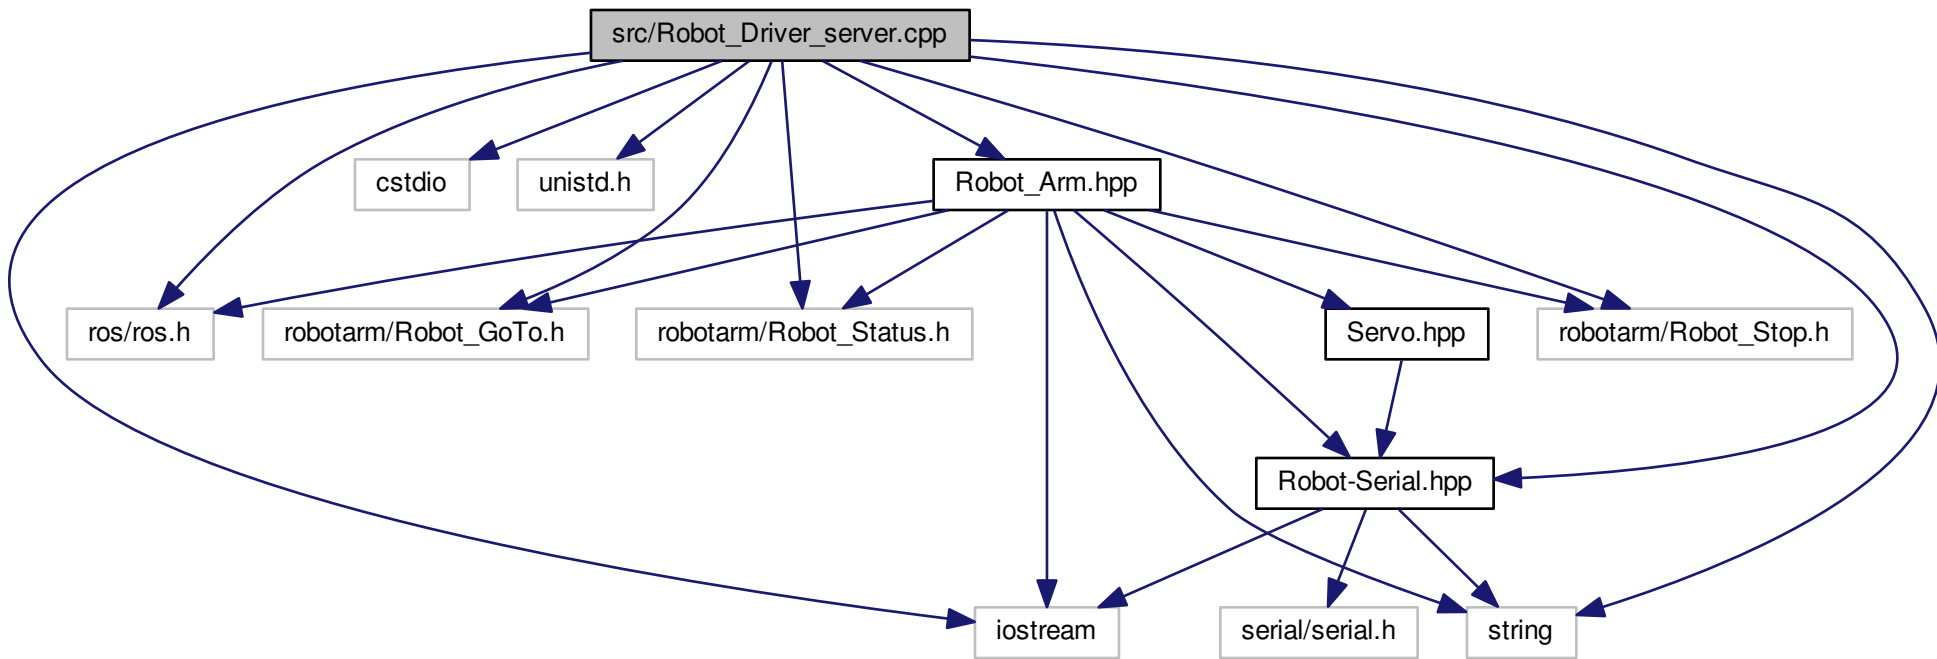 src/Robot_Driver_server.cpp
cstdio
unistd.h
Robot_Arm.hpp
ros/ros.h
robotarm/Robot_GoTo.h
robotarm/Robot_Status.h
Servo.hpp
robotarm/Robot_Stop.h
Robot-Serial.hpp
iostream
serial/serial.h
string